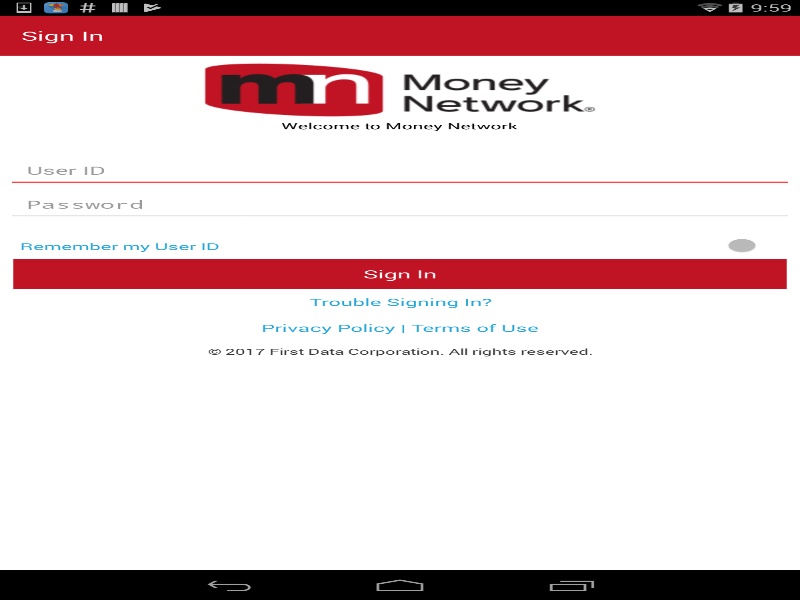 9:59
Sign In
mn Money
Network®
Welcome to Money Network
User ID
Password
Remember my User ID
Sign In
Trouble Signing In?
Privacy Policy | Terms of Use
© 2017 First Data Corporation. All rights reserved.